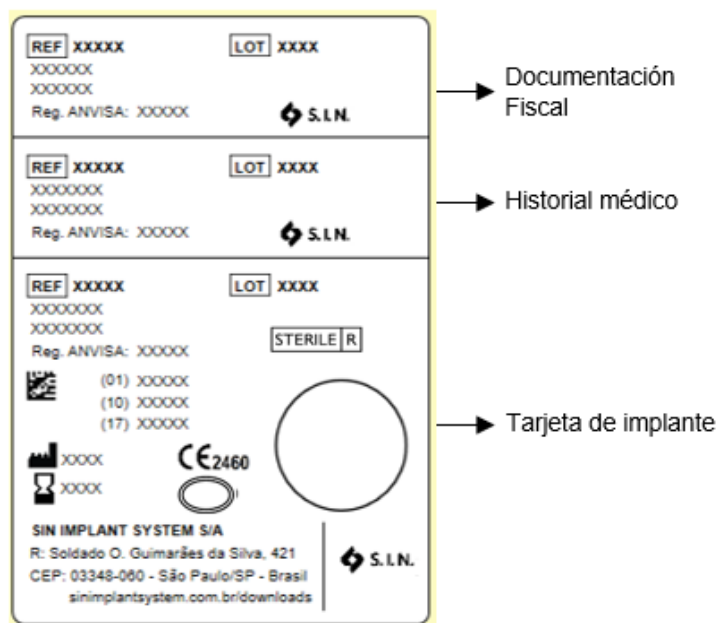 REF XXXXX LOT XXXX
XXXXXX
XXXXXX
Reg. ANVISA: XXXXX S.I.N.
Documentación
Fiscal
REF XXXXX LOT XXXX
XXXXXXX
XXXXXXX
Reg. ANVISA: XXXXX S.I.N.
Historial médico
REF XXXXX LOT XXXX
XXXXXXX
XXXXXXX
Reg. ANVISA: XXXXX
STERILE R
(01) XXXXX
(10) XXXXX
(17) XXXXX
Tarjeta de implante
XXXX CE2460
XXXX
SIN IMPLANT SYSTEM S/A
R: Soldado O. Guimarães da Silva, 421
CEP: 03348-060 - São Paulo/SP - Brasil
sinimplantsystem.com.br/downloads
S.I.N.